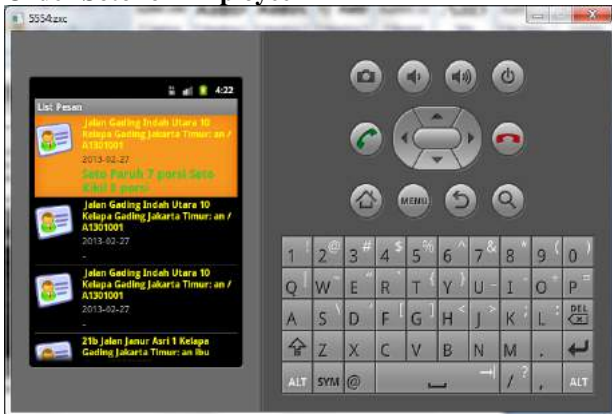 5554:zxc
4:22
List Pesan
Jalan Gading Indah Utara 10
Kelapa Gading Jakarta Timur: an /
A1301001
2013-02-27
Soto Paruh 7 porsi Soto
Kikil porsi
Jalan Gading Indah Utara 10
Kelapa Gading Jakarta Timur: an /
A1301001
2013-02-27
-
Jalan Gading Indah Utara 10
Kelapa Gading Jakarta Timur: an /
A1301001
2013-02-27
-
21b Jalan Janur Asri 1 Kelapa
Gading Jakarta Timur: an Ibu
MENU
1 ! 2 @ 3 # 4 $ 5 % 6 ^ 7 & 8 * 9 ( 0 )
Q W E R T Y U I O P
A S D F G H J K L DEL
Z X C V B N M .
ALT SYM @ / ? , ALT